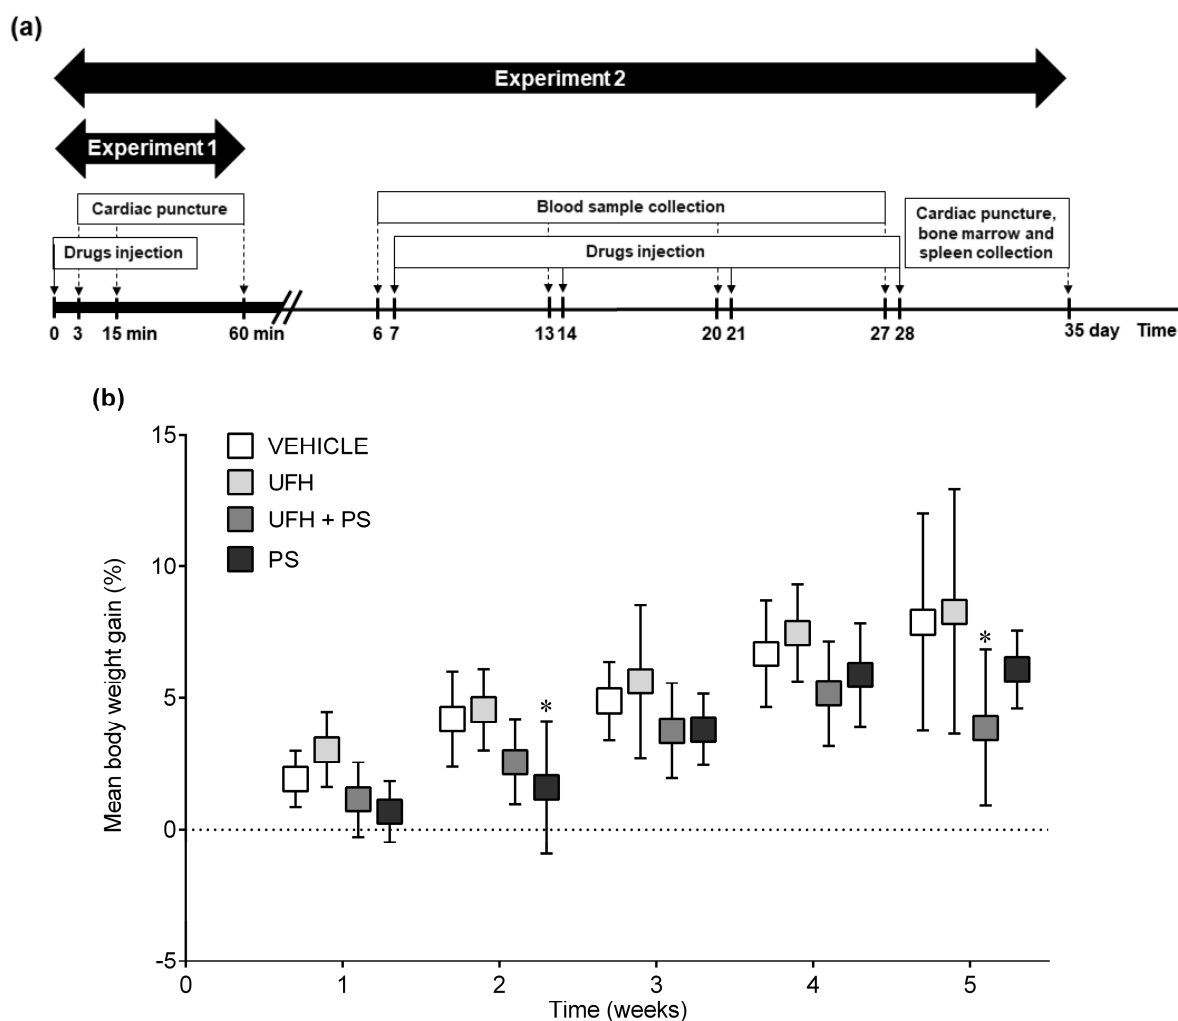 (a)
Experiment 2
Experiment 1
Cardiac puncture
Blood sample collection
Cardiac puncture,
bone marrow and
spleen collection
Drugs injection
Drugs injection
0 3 15 min 60 min 6 7 13 14 20 21 27 28 35 day Time
(b)
15
VEHICLE
UFH
UFH + PS
PS
10
5
0
-5
* *
Mean body weight gain (%)
0 1 2 3 4 5
Time (weeks)